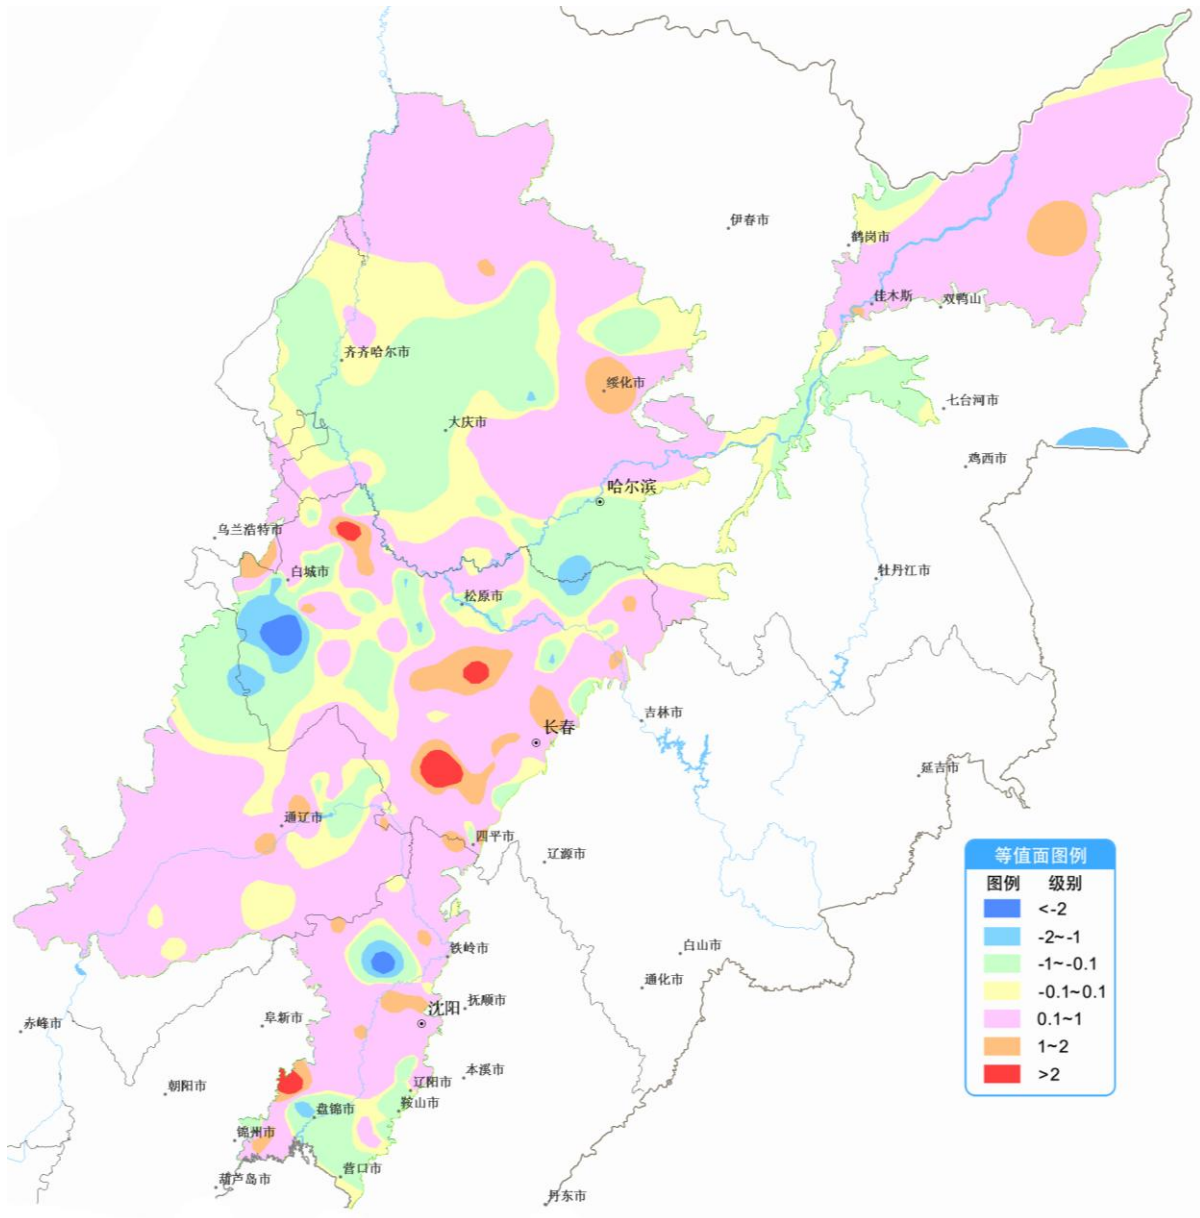 伊春市
鹤岗市
佳木斯
双鸭山
齐齐哈尔市
绥化市
七台河市
大庆市
鸡西市
哈尔滨
乌兰浩特市
白城市
牡丹江市
松原市
吉林市
长春
延吉市
通辽市
四平市
辽源市
等值面图例
图例 级别
<-2
-2~-1
-1~-0.1
-0.1~0.1
0.1~1
1~2
>2
铁岭市
白山市
通化市
抚顺市
沈阳
阜新市
赤峰市
本溪市
朝阳市
辽阳市
鞍山市
盘锦市
锦州市
营口市
葫芦岛市
丹东市